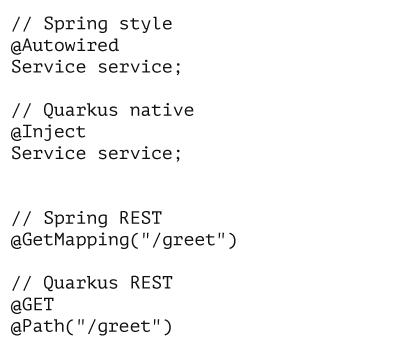 // Spring style
@Autowired
Service service;
// Quarkus native
@Inject
Service service;
// Spring REST
@GetMapping("/greet")
// Quarkus REST
@GET
@Path("/greet")